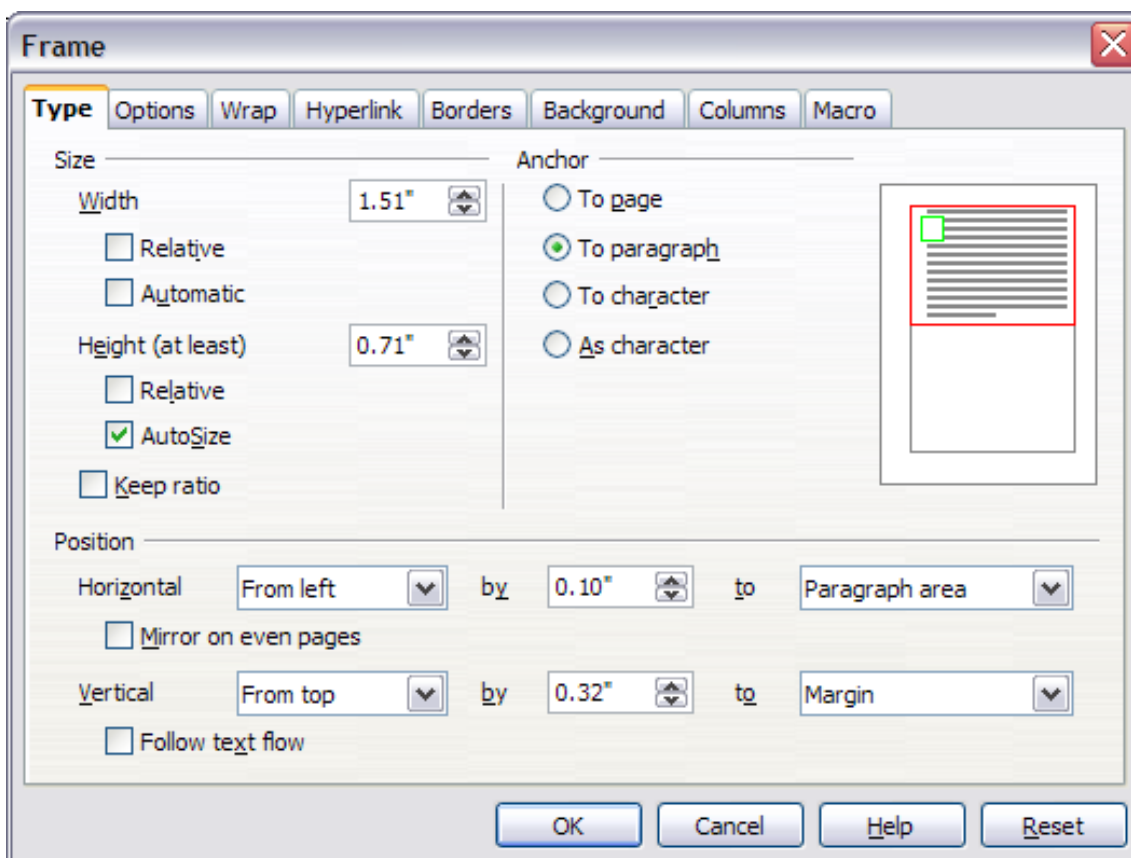 Frame
Type Options Wrap Hyperlink Borders Background Columns Macro
Size Anchor
Width 1.51" To page
Relative To paragraph
Automatic To character
Height (at least) 0.71" As character
Relative
AutoSize
Keep ratio
Position
Horizontal From left by 0.10" to Paragraph area
Mirror on even pages
Vertical From top by 0.32" to Margin
Follow text flow
OK Cancel Help Reset